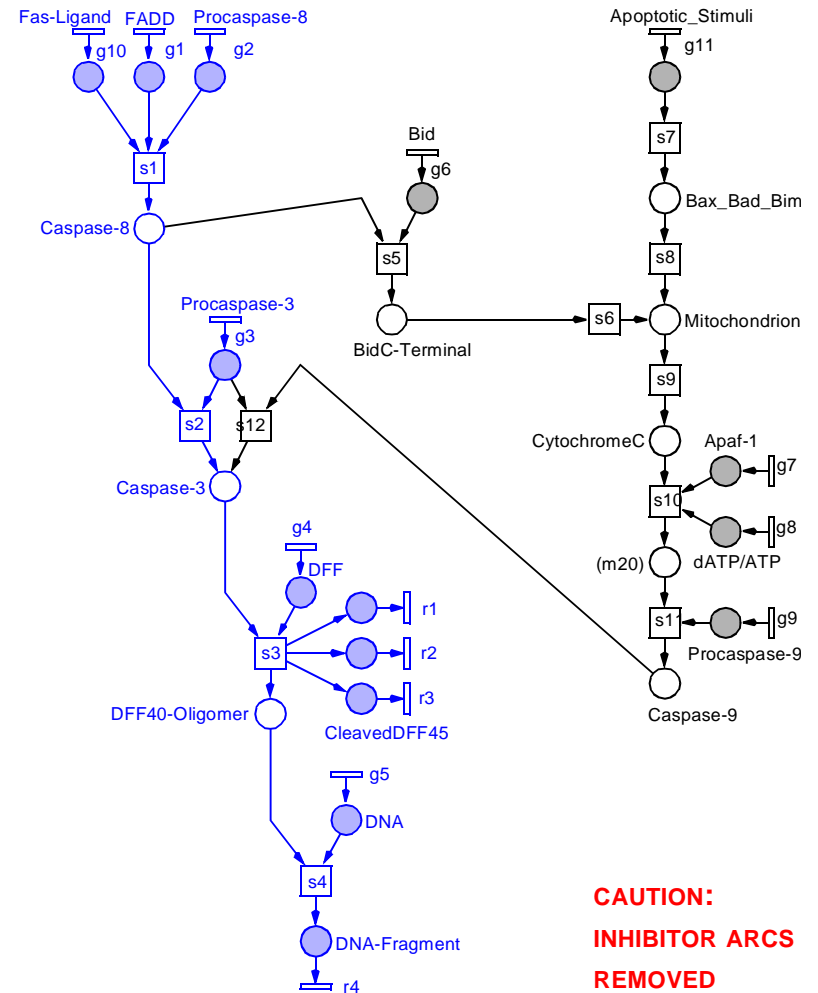 Fas-Ligand
FADD
Procaspase-8
Apoptotic_Stimuli
g10
g1
g2
g11
Bid
s7
g6
s1
Bax_Bad_Bim
Caspase-8
s5
s8
Procaspase-3
s6
Mitochondrion
g3
BidC-Terminal
s9
s2
s12
CytochromeC
Apaf-1
g7
Caspase-3
s10
g4
g8
(m20)
dATP/ATP
DFF
r1
s11
g9
s3
r2
Procaspase-9
r3
DFF40-Oligomer
Caspase-9
CleavedDFF45
g5
DNA
s4
CAUTION:
INHIBITOR ARCS
REMOVED
DNA-Fragment
r4